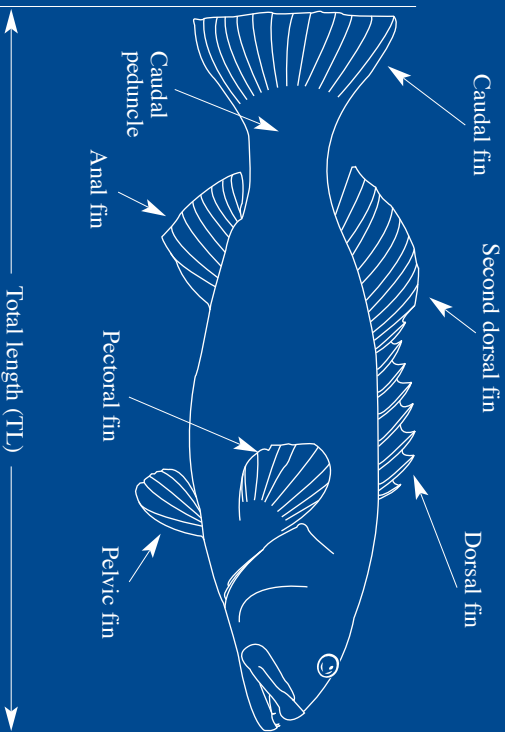 Caudal fin
Second dorsal fin
Dorsal fin
Caudal
peduncle
Anal fin
Pectoral fin
Pelvic fin
Total length (TL)